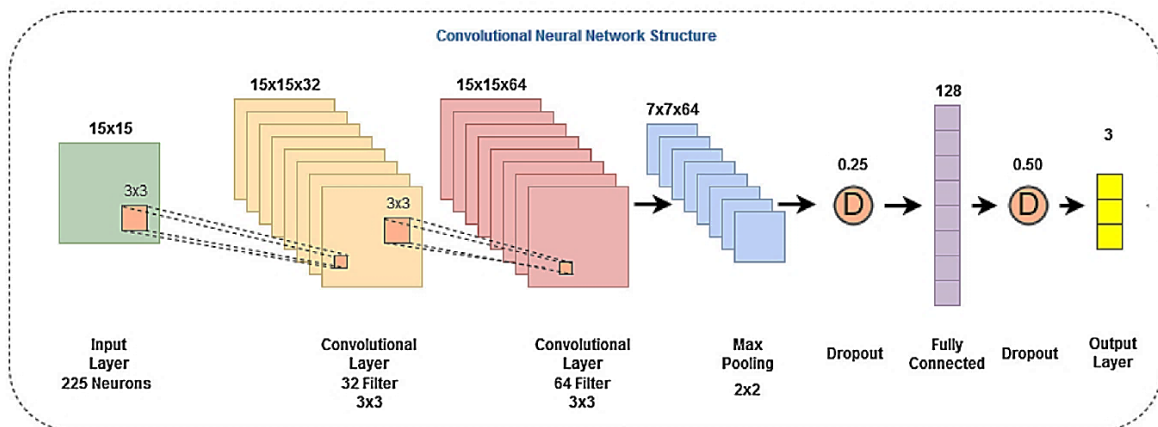 Convolutional Neural Network Structure
15x15
3x3
15x15x32
3x3
15x15x64
7x7x64
0.25
D
128
0.50
D
3
Input
Layer
225 Neurons
Convolutional
Layer
32 Filter
3x3
Convolutional
Layer
64 Filter
3x3
Max
Pooling
2x2
Dropout
Fully
Connected
Dropout
Output
Layer